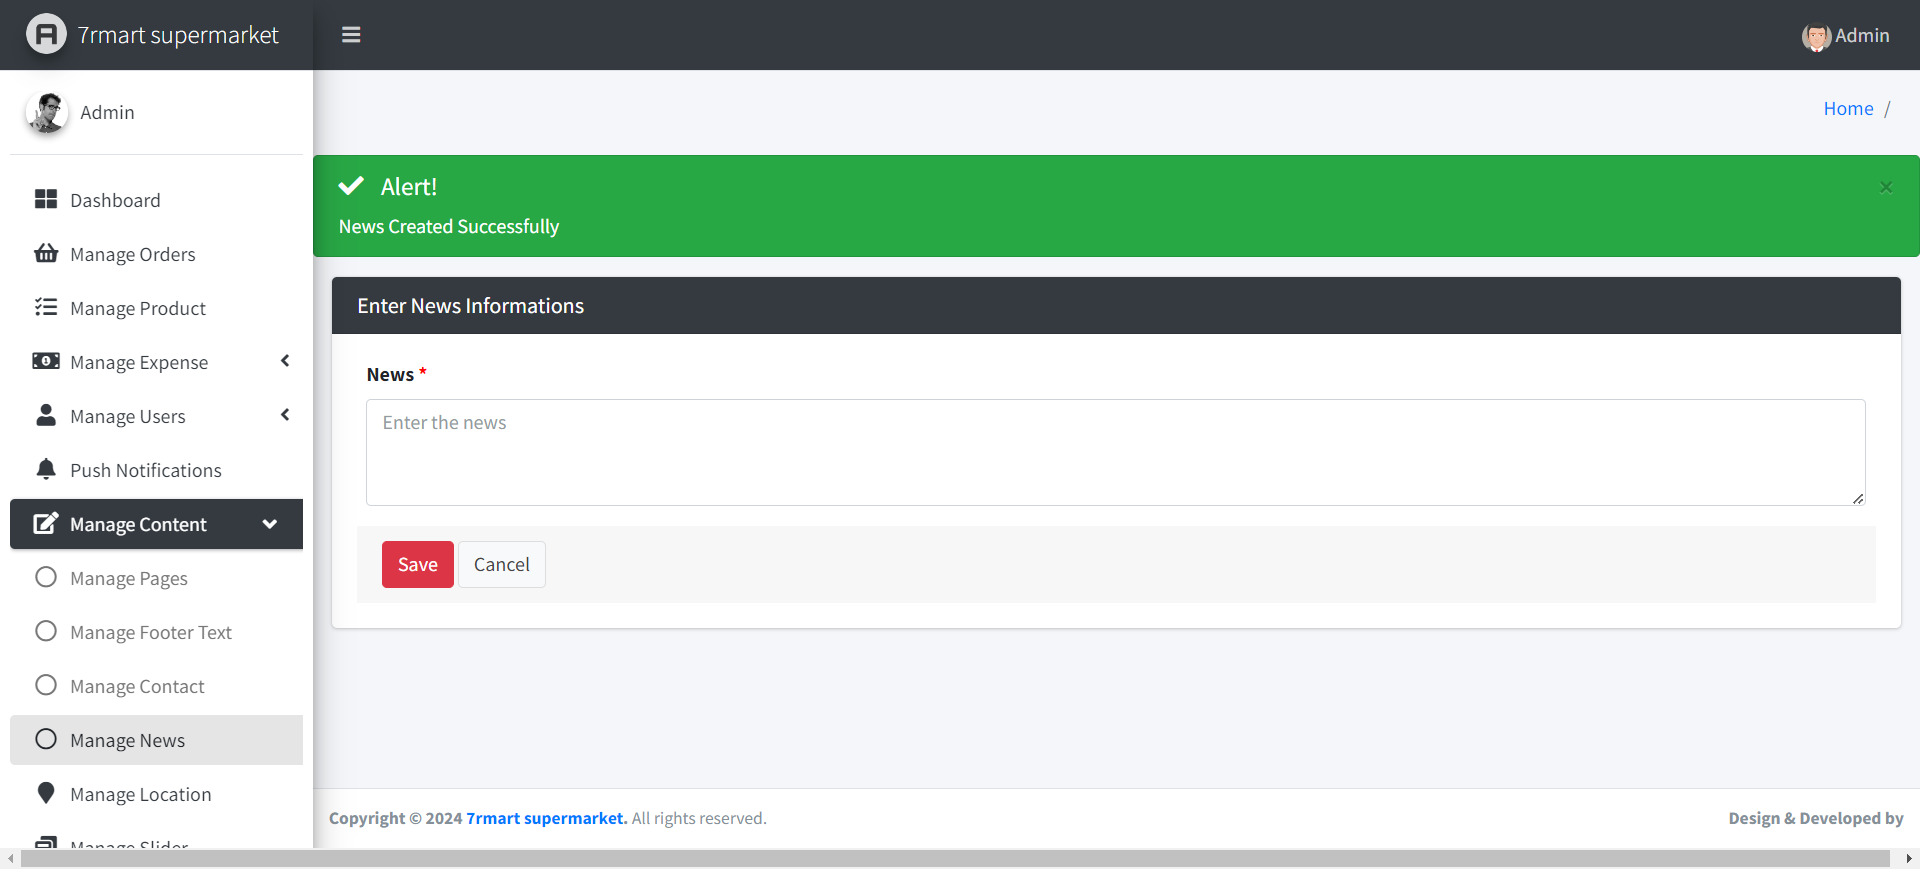 7rmart supermarket
Admin
Admin
Home /
Dashboard
Manage Orders
Manage Product
Manage Expense
Manage Users
Push Notifications
Manage Content
Manage Pages
Manage Footer Text
Manage Contact
Manage News
Manage Location
Manage Slider
Alert!
×
News Created Successfully
Enter News Informations
News *
Enter the news
Save Cancel
Copyright © 2024 7rmart supermarket. All rights reserved.
Design & Developed by